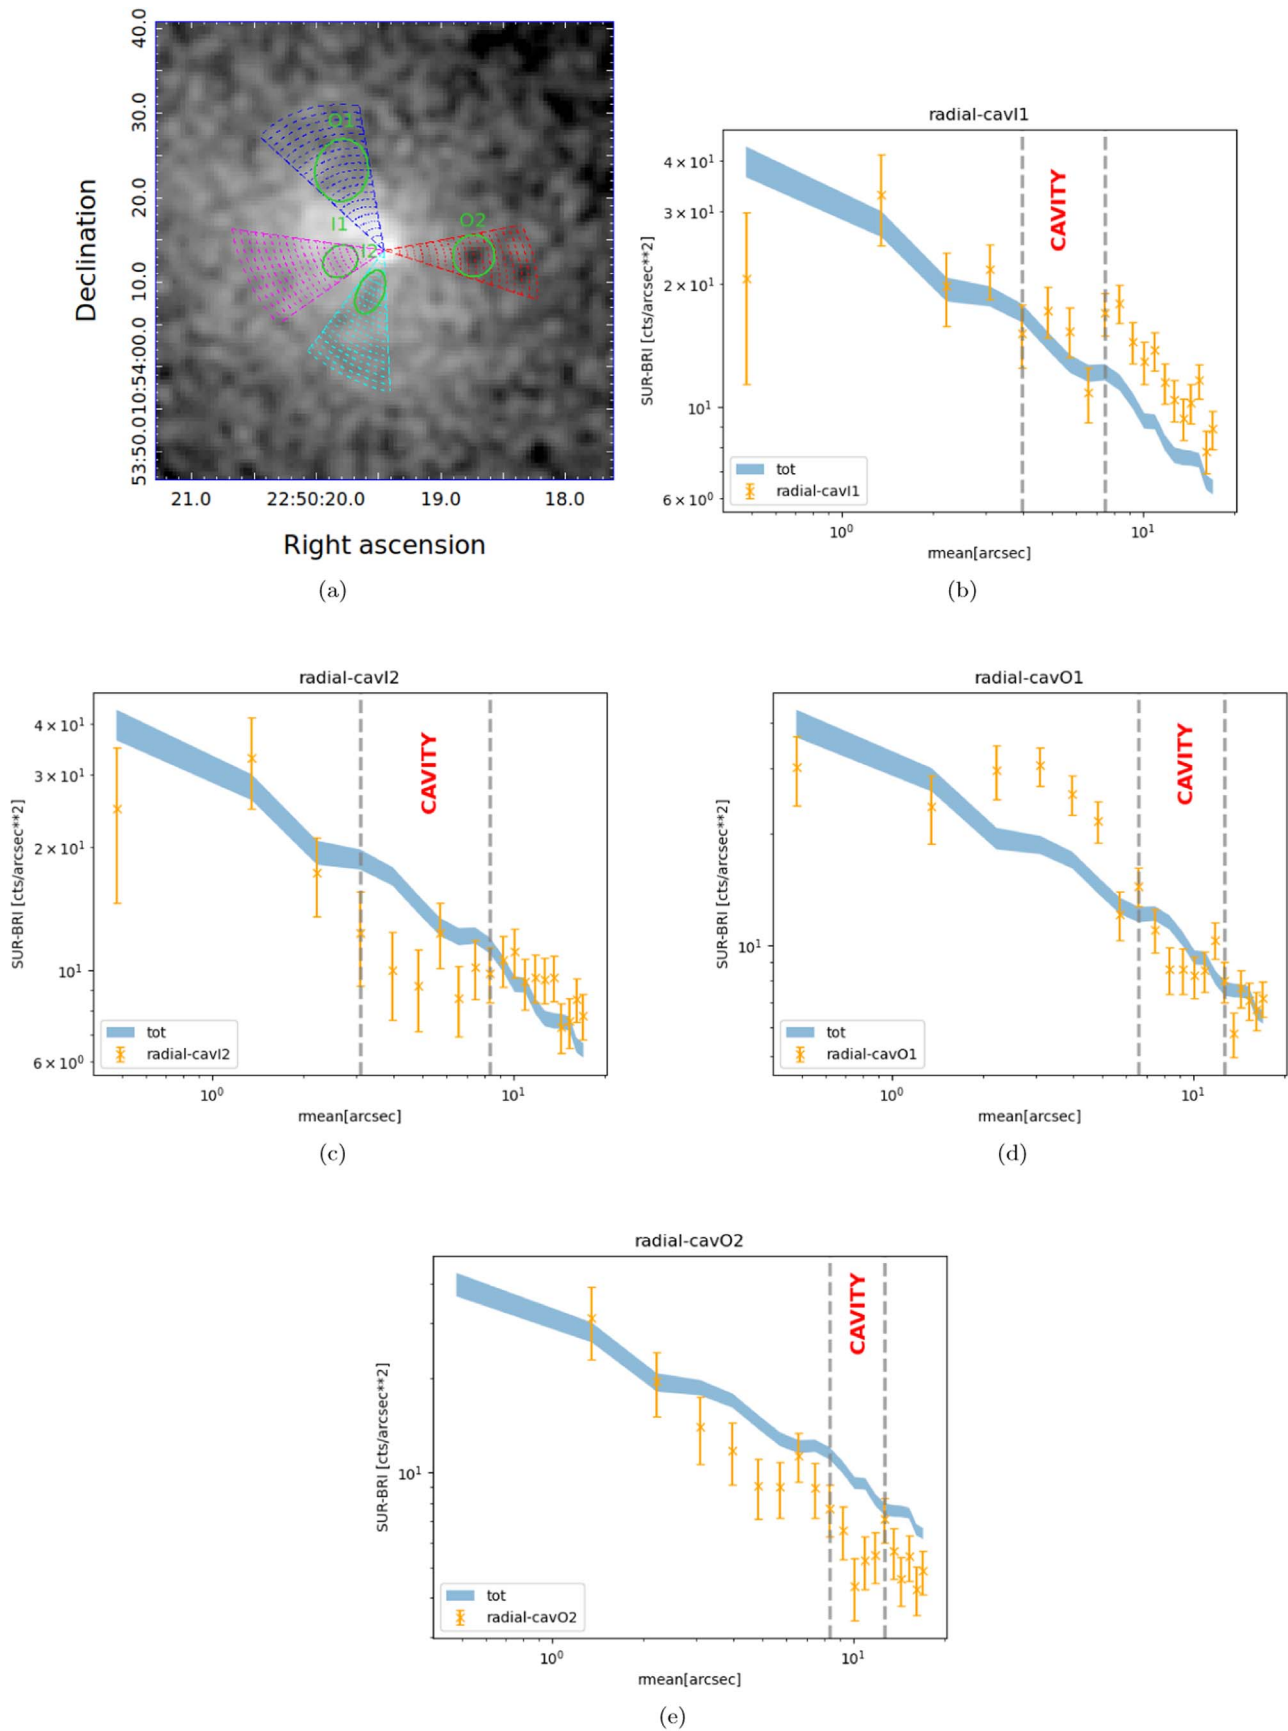 40.0
30.0
20.0
10.0
10:54:00.0
53:50.0
Declination
O1
I1
I2
O2
21.0
22:50:20.0
19.0
18.0
Right ascension
(a)
radial-cavI1
4 × 10¹
3 × 10¹
2 × 10¹
10¹
6 × 10⁰
SUR-BRI [cts/arcsec**2]
CAVITY
tot
radial-cavI1
10⁰
10¹
rmean[arcsec]
(b)
radial-cavI2
4 × 10¹
3 × 10¹
2 × 10¹
10¹
6 × 10⁰
SUR-BRI [cts/arcsec**2]
CAVITY
tot
radial-cavI2
10⁰
10¹
rmean[arcsec]
(c)
radial-cavO1
10¹
SUR-BRI [cts/arcsec**2]
CAVITY
tot
radial-cavO1
10⁰
10¹
rmean[arcsec]
(d)
radial-cavO2
10¹
SUR-BRI [cts/arcsec**2]
CAVITY
tot
radial-cavO2
10⁰
10¹
rmean[arcsec]
(e)